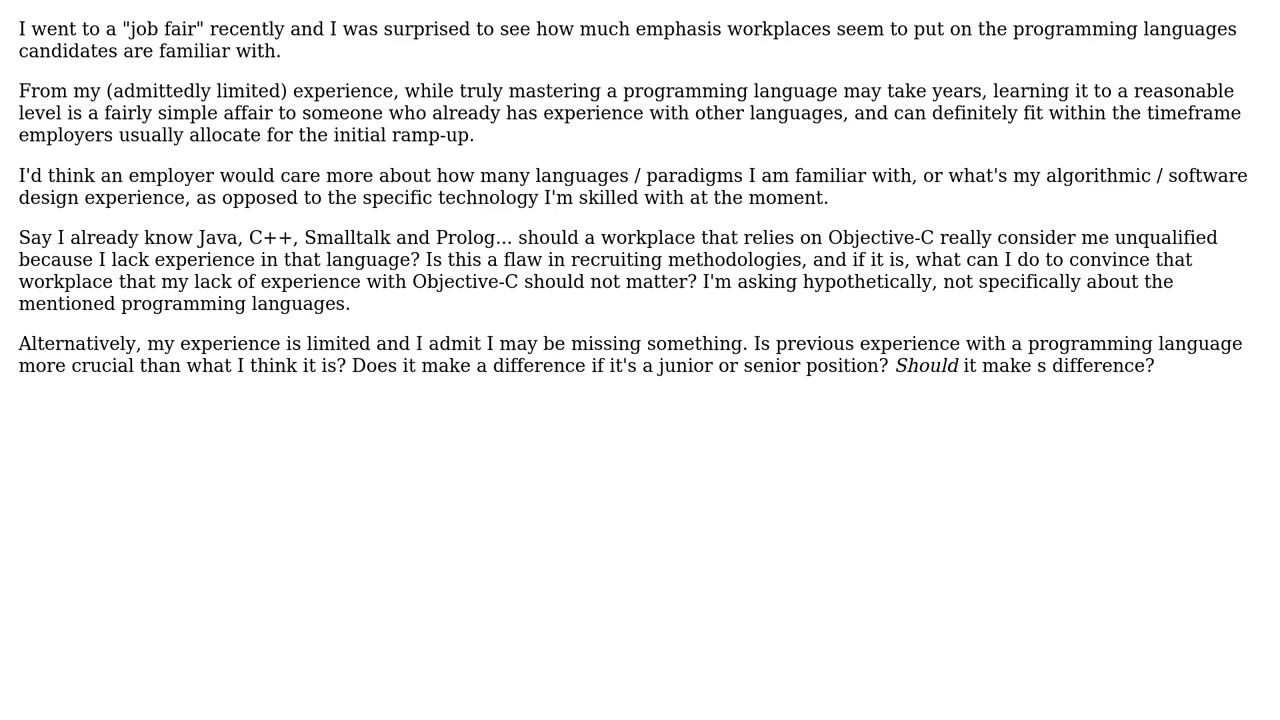 I went to a "job fair" recently and I was surprised to see how much emphasis workplaces seem to put on the programming languages
candidates are familiar with.
From my (admittedly limited) experience, while truly mastering a programming language may take years, learning it to a reasonable
level is a fairly simple affair to someone who already has experience with other languages, and can definitely fit within the timeframe
employers usually allocate for the initial ramp-up.
I'd think an employer would care more about how many languages / paradigms I am familiar with, or what's my algorithmic / software
design experience, as opposed to the specific technology I'm skilled with at the moment.
Say I already know Java, C++, Smalltalk and Prolog... should a workplace that relies on Objective-C really consider me unqualified
because I lack experience in that language? Is this a flaw in recruiting methodologies, and if it is, what can I do to convince that
workplace that my lack of experience with Objective-C should not matter? I'm asking hypothetically, not specifically about the
mentioned programming languages.
Alternatively, my experience is limited and I admit I may be missing something. Is previous experience with a programming language
more crucial than what I think it is? Does it make a difference if it's a junior or senior position? Should it make s difference?